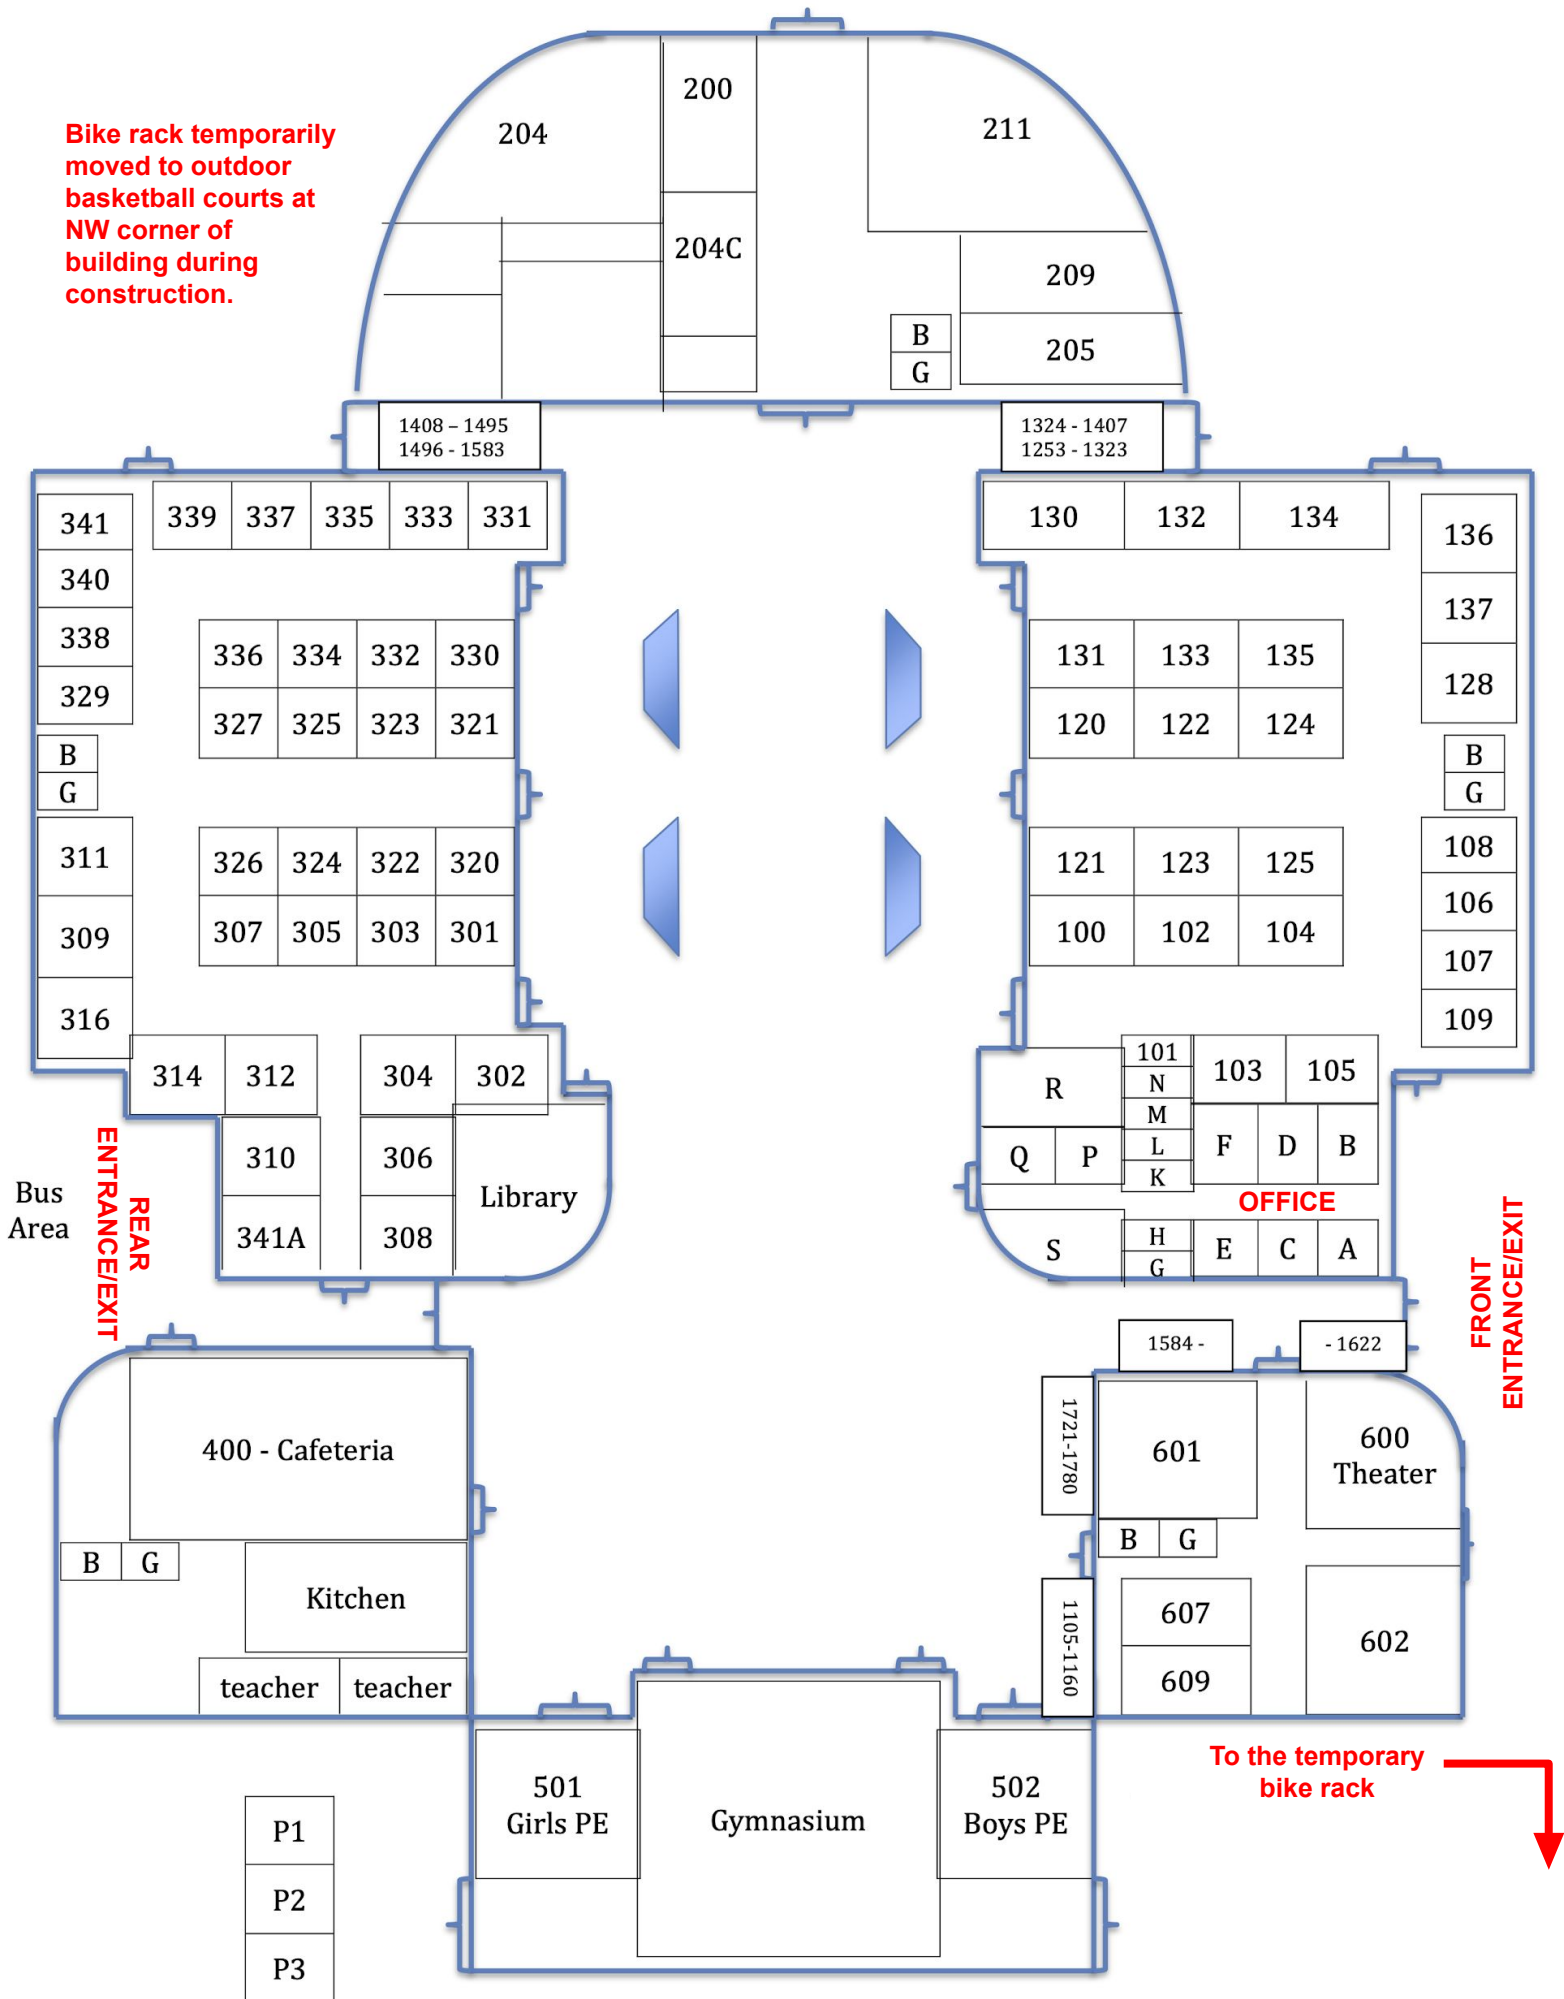 200
204
211
Bike rack temporarily
moved to outdoor
basketball courts at
NW corner of
building during
construction.
204C
209
B
G
205
1408 – 1495
1496 - 1583
1324 - 1407
1253 - 1323
341
339
337
335
333
331
130
132
134
136
340
137
338
336
334
332
330
131
133
135
329
128
327
325
323
321
120
122
124
B
G
B
G
311
326
324
322
320
121
123
125
108
309
307
305
303
301
100
102
104
106
107
316
109
314
312
304
302
R
101
N
M
L
K
103
105
310
306
Q
P
F
D
B
Library
OFFICE
341A
308
S
H
G
E
C
A
Bus
Area
REAR
ENTRANCE/EXIT
FRONT
ENTRANCE/EXIT
1584 -
- 1622
400 - Cafeteria
1721-1780
601
600
Theater
B
G
B
G
Kitchen
1105-1160
607
602
teacher
teacher
609
To the temporary
bike rack
501
Girls PE
Gymnasium
502
Boys PE
P1
P2
P3